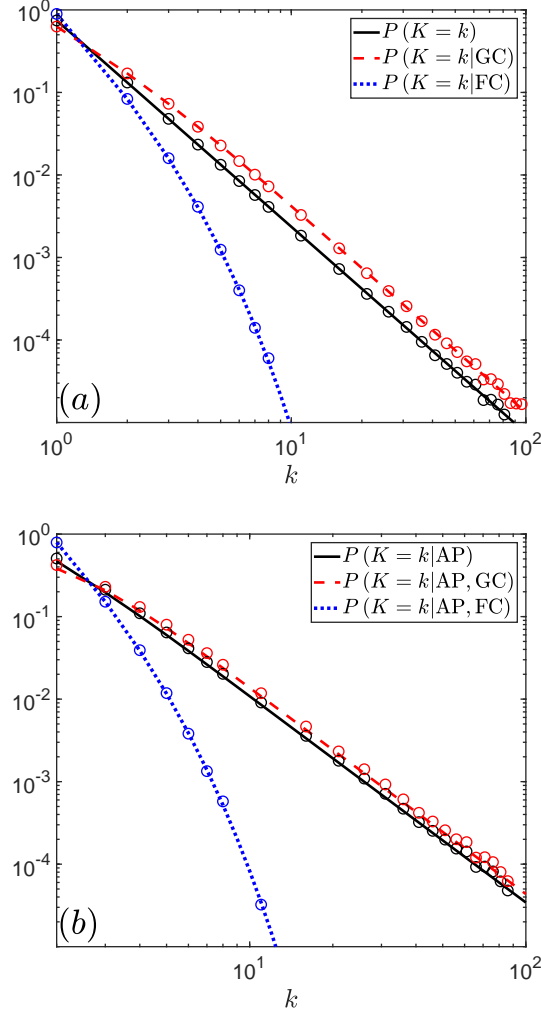 10^0
10^-1
10^-2
10^-3
10^-4
P (K = k)
P (K = k|GC)
P (K = k|FC)
(a)
10^0
10^1
10^2
k
10^0
10^-1
10^-2
10^-3
10^-4
P (K = k|AP)
P (K = k|AP, GC)
P (K = k|AP, FC)
(b)
10^1
10^2
k